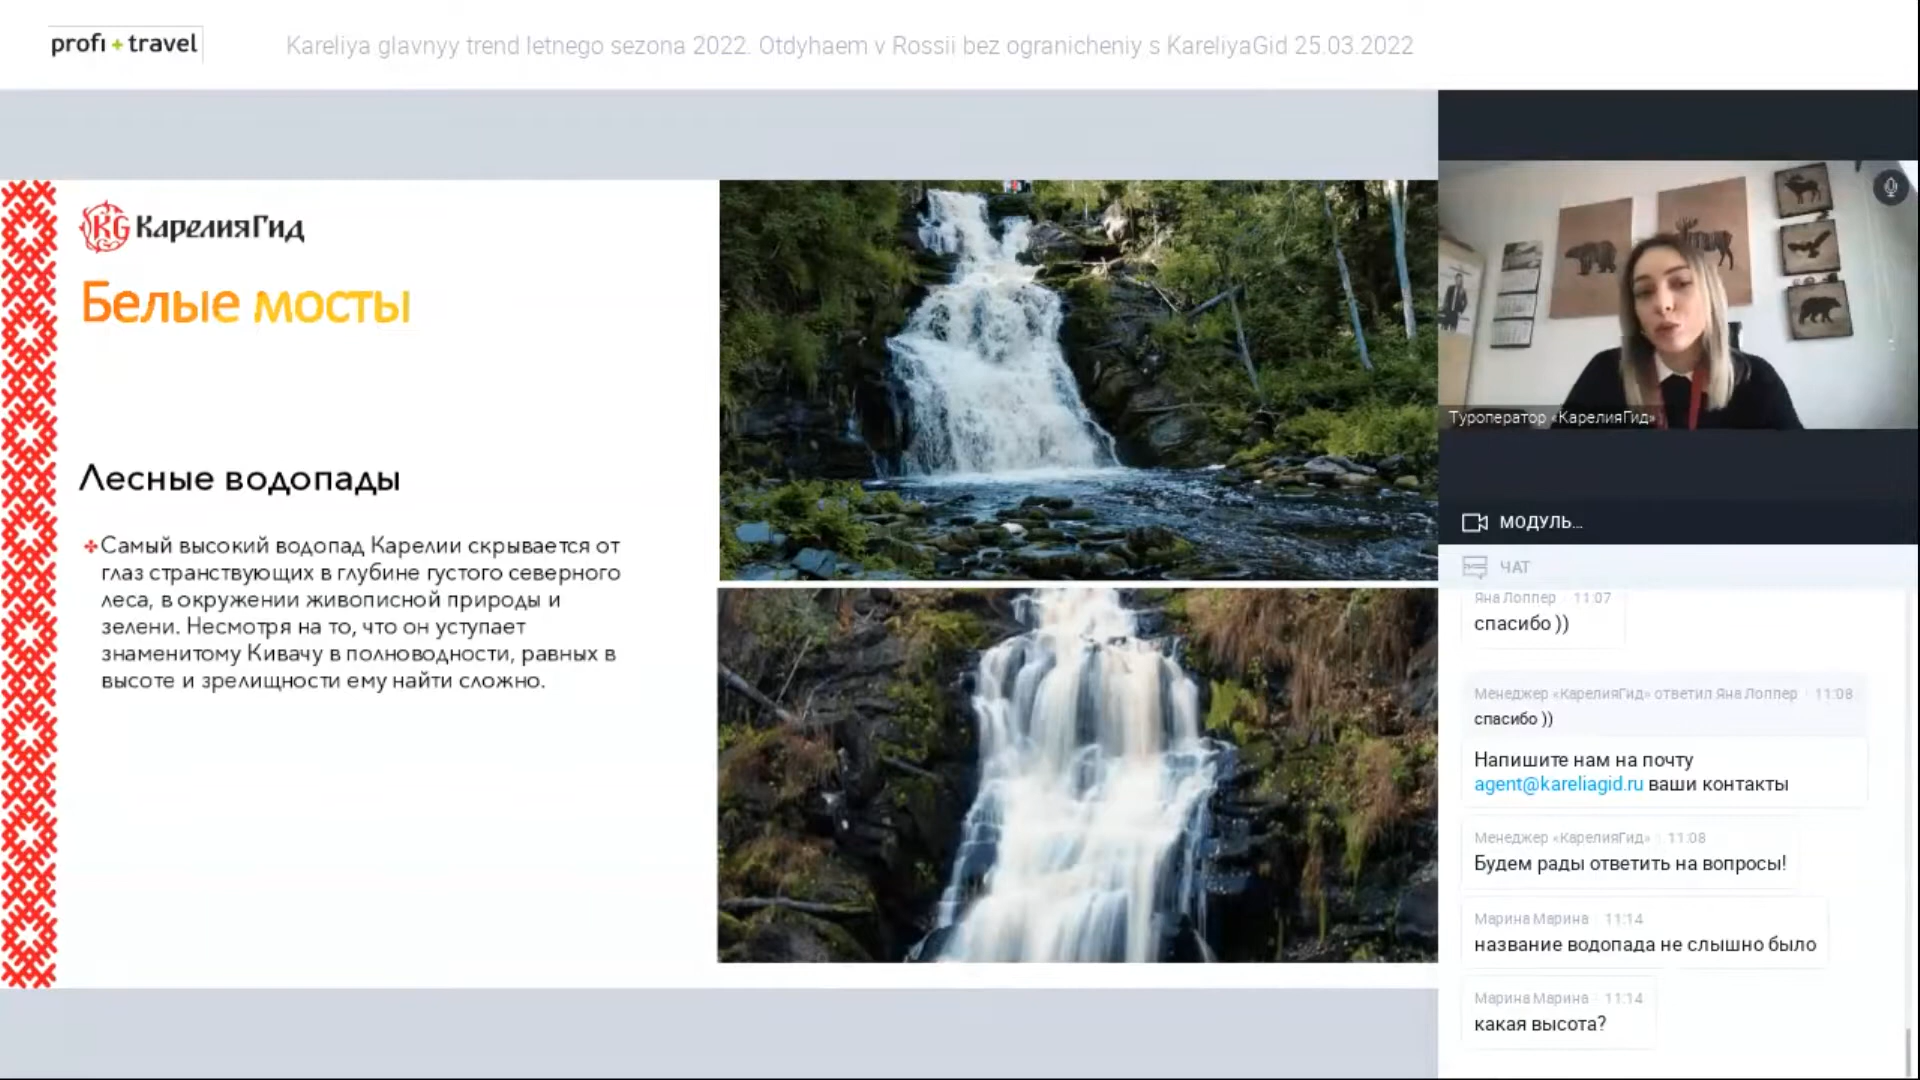 profi + travel
Kareliya glavnyy trend letnego sezona 2022. Otdyhaem v Rossii bez ogranicheniy s KareliyaGid 25.03.2022
KG КарелияГид
Белые мосты
Лесные водопады
Самый высокий водопад Карелии скрывается от
глаз странствующих в глубине густого северного
леса, в окружении живописной природы и
зелени. Несмотря на то, что он уступает
знаменитому Кивачу в полноводности, равных в
высоте и зрелищности ему найти сложно.
Туроператор «КарелияГид»
МОДУЛЬ...
ЧАТ
Яна Лоппер · 11:07
спасибо ))
Менеджер «КарелияГид» ответил Яна Лоппер · 11:08
спасибо ))
Напишите нам на почту
agent@kareliagid.ru ваши контакты
Менеджер «КарелияГид» · 11:08
Будем рады ответить на вопросы!
Марина Марина · 11:14
название водопада не слышно было
Марина Марина · 11:14
какая высота?